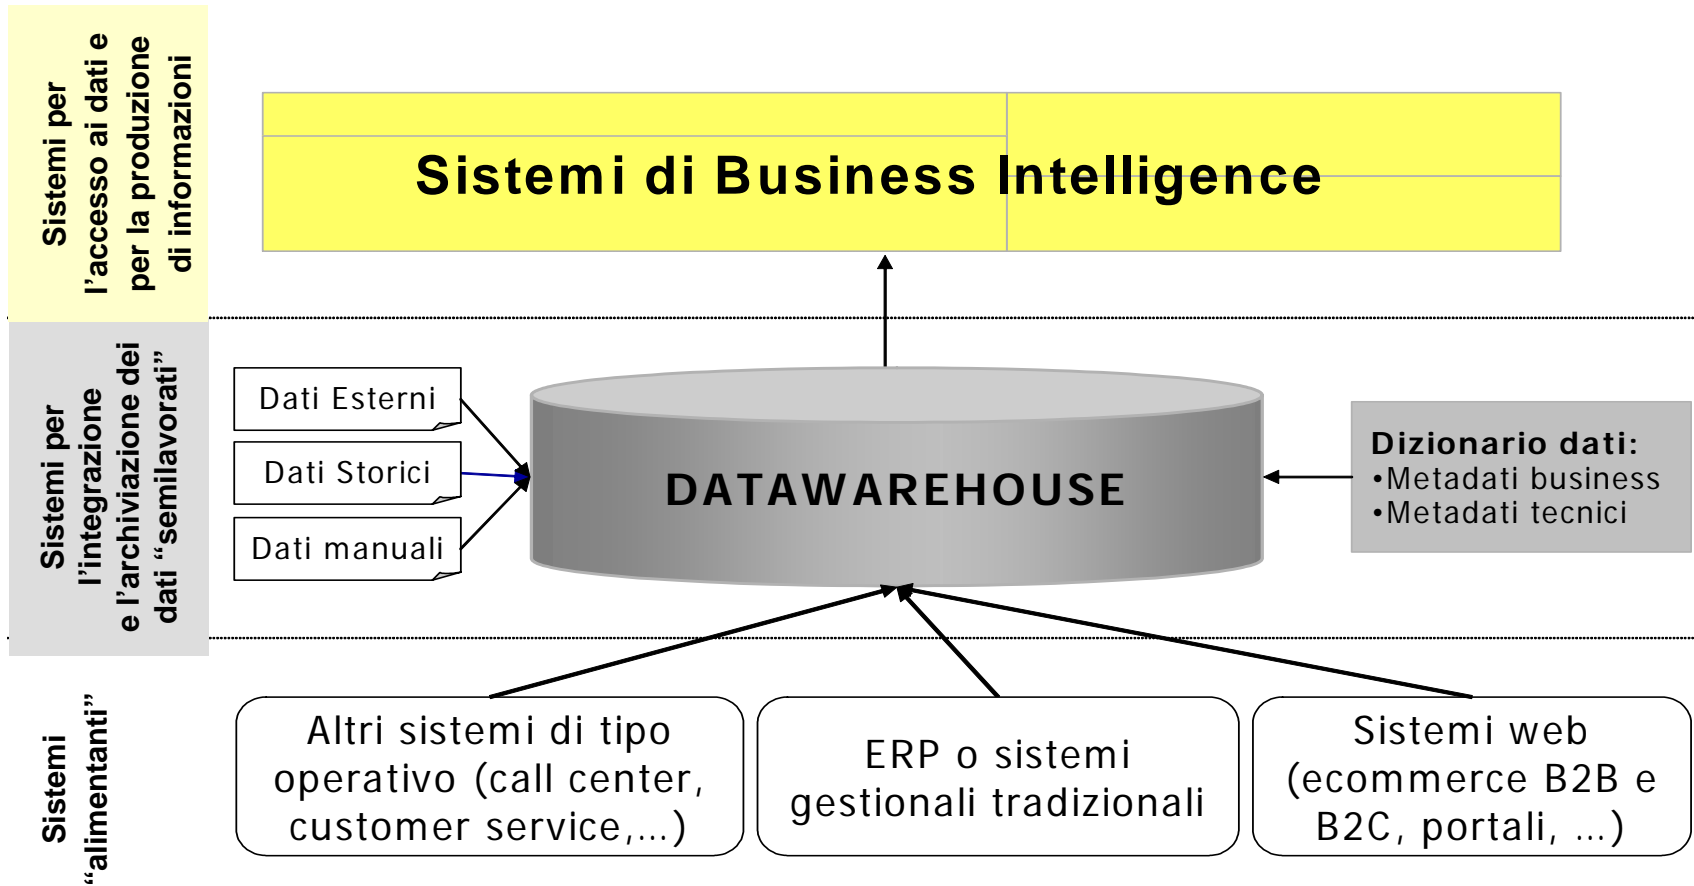 Sistemi per
l'accesso ai dati e
per la produzione
di informazioni
Sistemi di Business Intelligence
Sistemi per
l'integrazione
e l'archiviazione dei
dati “semilavorati”
Dati Esterni
Dati Storici
Dati manuali
DATAWAREHOUSE
Dizionario dati:
•Metadati business
•Metadati tecnici
Sistemi
“alimentanti”
Altri sistemi di tipo
operativo (call center,
customer service,…)
ERP o sistemi
gestionali tradizionali
Sistemi web
(ecommerce B2B e
B2C, portali, …)